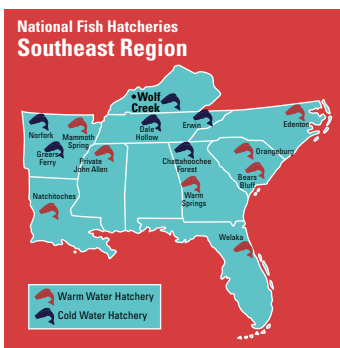 National Fish Hatcheries
Southeast Region
•Wolf
Creek
Norfork
Mammoth
Spring
Dale
Hollow
Erwin
Edenton
Greers
Ferry
Private
John Allen
Chattahoochee
Forest
Orangeburg
Bears
Bluff
Natchitoches
Warm
Springs
Welaka
Warm Water Hatchery
Cold Water Hatchery